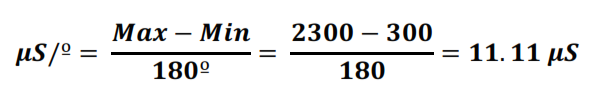 μS/º = (Max − Min)/180º = (2300 − 300)/180 = 11.11 μS